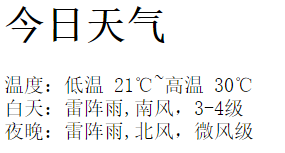 今日天气
温度：低温 21℃~高温 30℃
白天：雷阵雨,南风，3-4级
夜晚：雷阵雨,北风，微风级